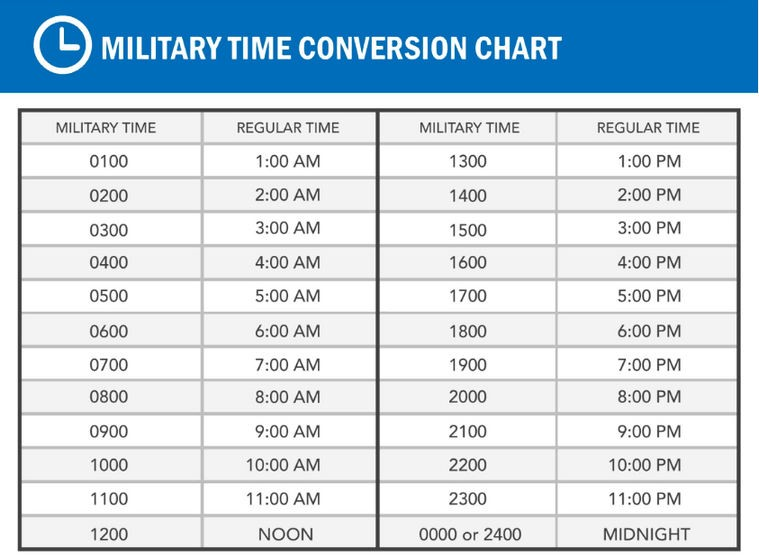 MILITARY TIME CONVERSION CHART
MILITARY TIME REGULAR TIME MILITARY TIME REGULAR TIME
0100 1:00 AM 1300 1:00 PM
0200 2:00 AM 1400 2:00 PM
0300 3:00 AM 1500 3:00 PM
0400 4:00 AM 1600 4:00 PM
0500 5:00 AM 1700 5:00 PM
0600 6:00 AM 1800 6:00 PM
0700 7:00 AM 1900 7:00 PM
0800 8:00 AM 2000 8:00 PM
0900 9:00 AM 2100 9:00 PM
1000 10:00 AM 2200 10:00 PM
1100 11:00 AM 2300 11:00 PM
1200 NOON 0000 or 2400 MIDNIGHT